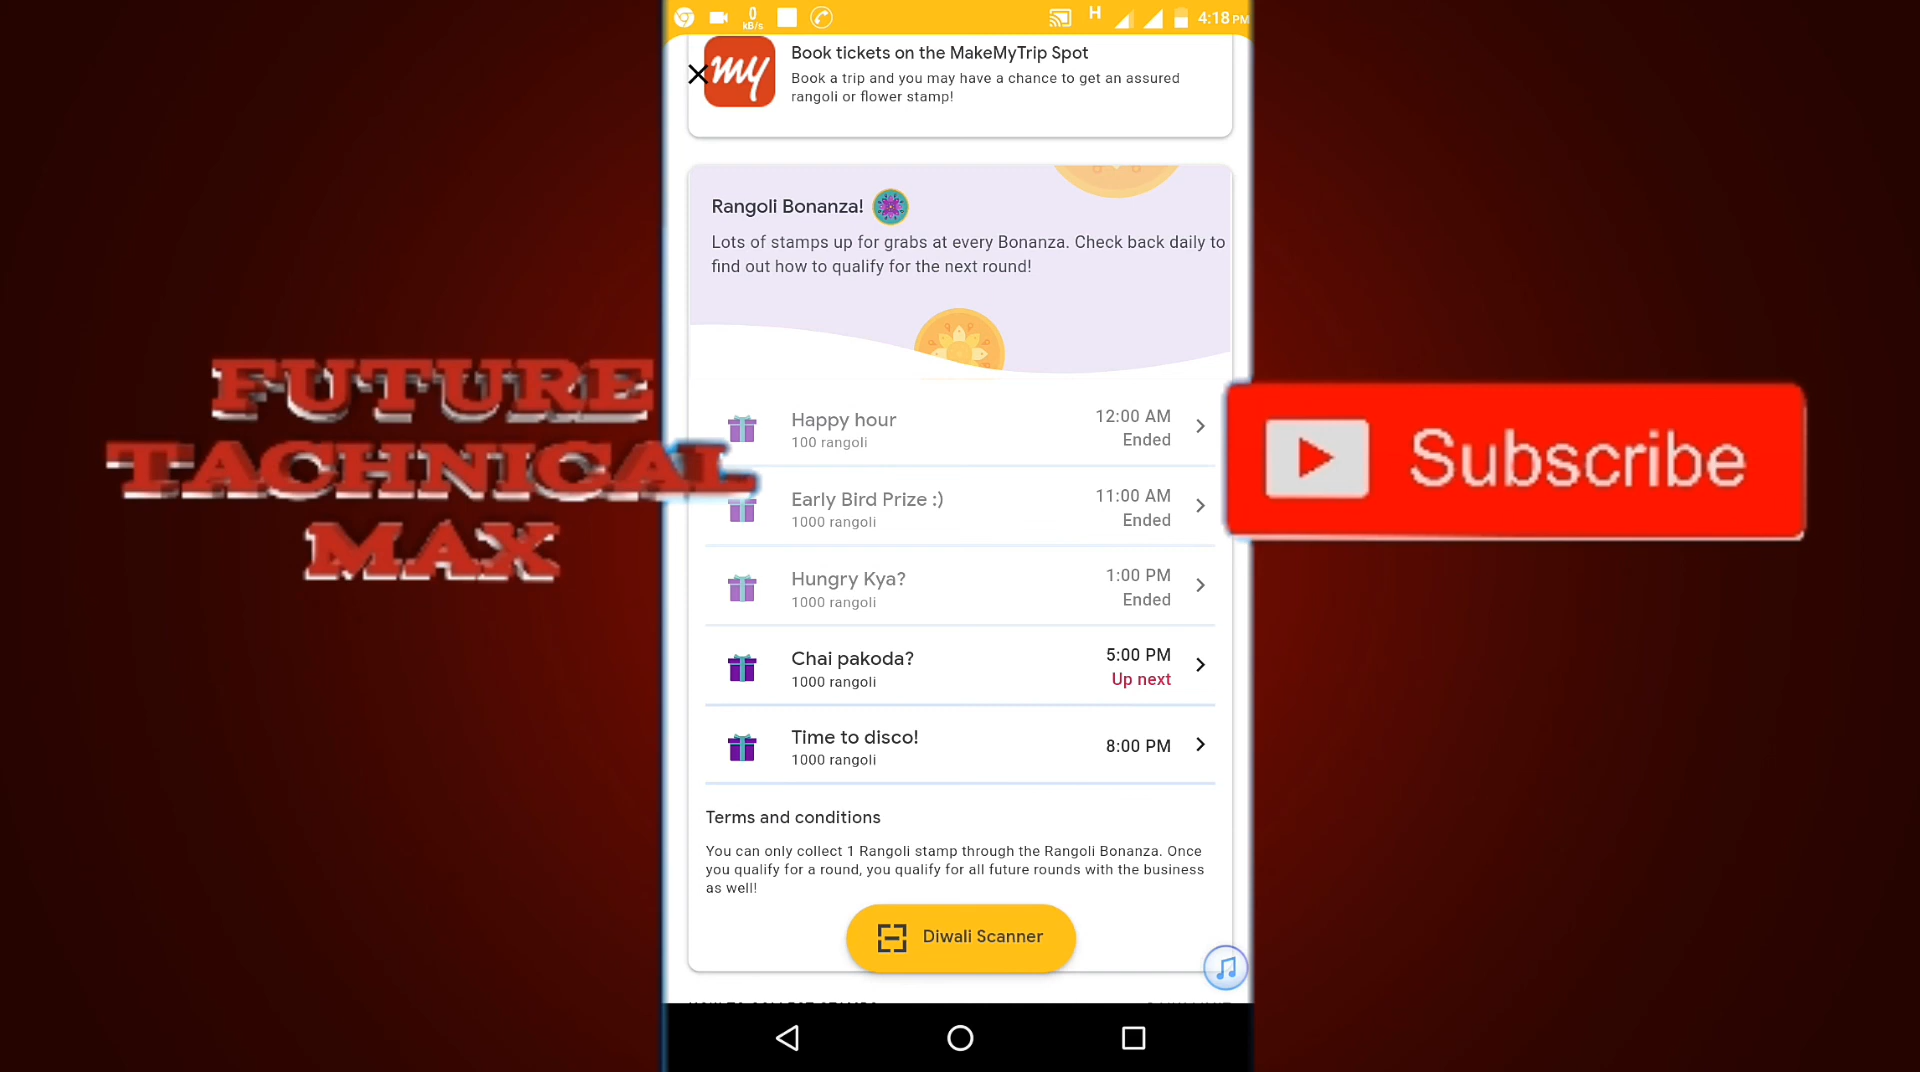 0
kB/s
H
4:18 PM
my
Book tickets on the MakeMyTrip Spot
Book a trip and you may have a chance to get an assured
rangoli or flower stamp!
Rangoli Bonanza!
Lots of stamps up for grabs at every Bonanza. Check back daily to
find out how to qualify for the next round!
FUTURE
TACHNICAL
MAX
Happy hour
100 rangoli
12:00 AM
Ended
Early Bird Prize :)
1000 rangoli
11:00 AM
Ended
Hungry Kya?
1000 rangoli
1:00 PM
Ended
Chai pakoda?
1000 rangoli
5:00 PM
Up next
Time to disco!
1000 rangoli
8:00 PM
Subscribe
Terms and conditions
You can only collect 1 Rangoli stamp through the Rangoli Bonanza. Once
you qualify for a round, you qualify for all future rounds with the business
as well!
Diwali Scanner